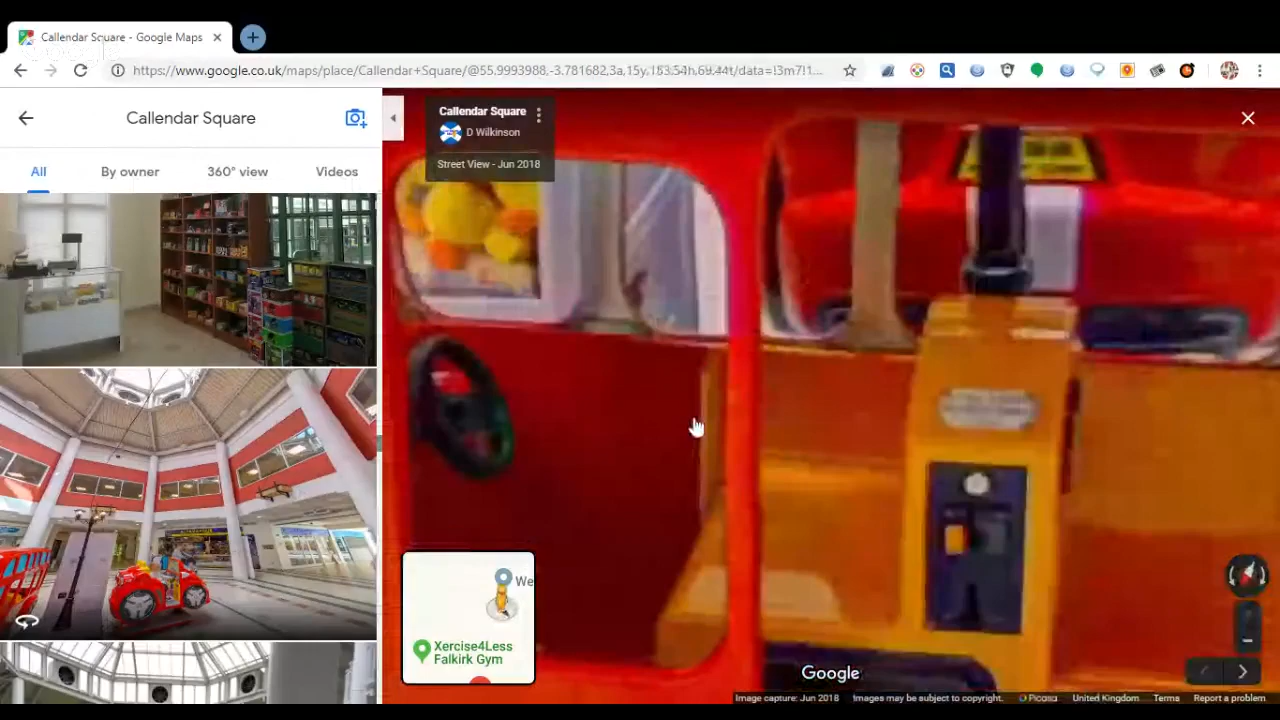 Callendar Square - Google Maps
https://www.google.co.uk/maps/place/Callendar+Square/@55.9993988,-3.781682,3a,15y,153.54h,69.44t/data=!3m7!1...
Callendar Square
All
By owner
360° view
Videos
Callendar Square
D Wilkinson
Street View - Jun 2018
We
Xercise4Less
Falkirk Gym
Google
Image capture: Jun 2018
Images may be subject to copyright.
Picasa
United Kingdom
Terms
Report a problem